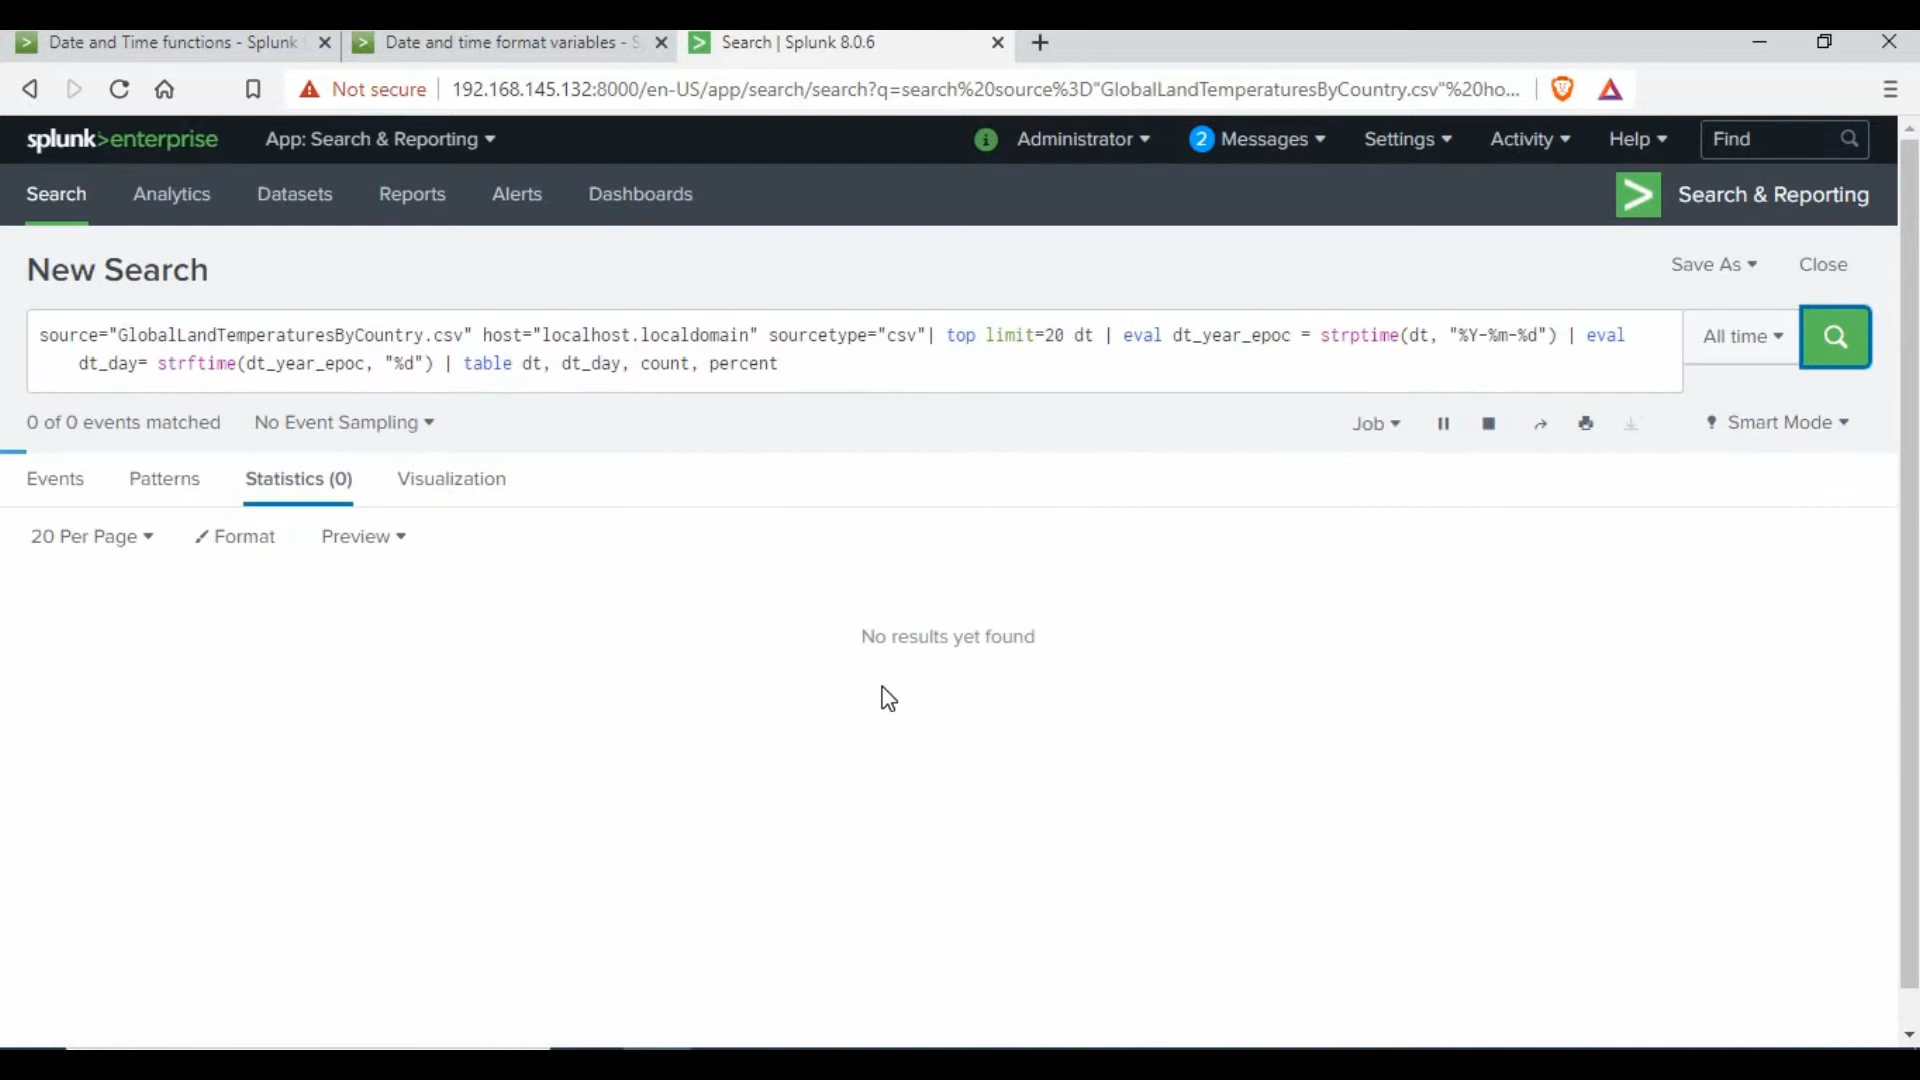 Date and Time functions - Splunk
Date and time format variables - S
Search | Splunk 8.0.6
Not secure
192.168.145.132:8000/en-US/app/search/search?q=search%20source%3D"GlobalLandTemperaturesByCountry.csv"%20ho...
splunk>enterprise
App: Search & Reporting
i
Administrator
2
Messages
Settings
Activity
Help
Find
Search
Analytics
Datasets
Reports
Alerts
Dashboards
Search & Reporting
New Search
Save As
Close
source="GlobalLandTemperaturesByCountry.csv" host="localhost.localdomain" sourcetype="csv"| top limit=20 dt | eval dt_year_epoc = strptime(dt, "%Y-%m-%d") | eval
dt_day= strftime(dt_year_epoc, "%d") | table dt, dt_day, count, percent
All time
0 of 0 events matched
No Event Sampling
Job
Smart Mode
Events
Patterns
Statistics (0)
Visualization
20 Per Page
Format
Preview
No results yet found